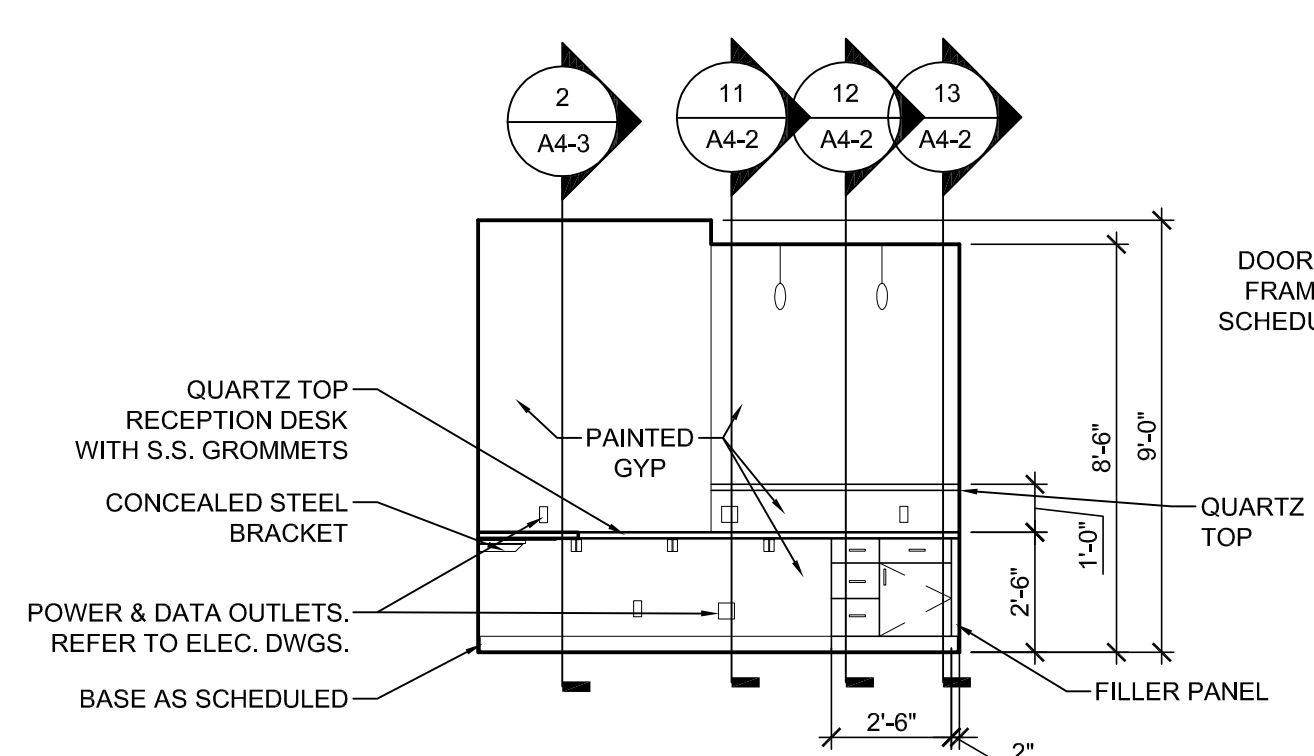 2
A4-3
11
A4-2
12
A4-2
13
A4-2
DOOR
FRAM
SCHEDU
QUARTZ TOP
RECEPTION DESK
WITH S.S. GROMMETS
PAINTED
GYP
8'-6"
9'-0"
CONCEALED STEEL
BRACKET
QUARTZ
TOP
1'-0"
2'-6"
POWER & DATA OUTLETS.
REFER TO ELEC. DWGS.
BASE AS SCHEDULED
FILLER PANEL
2'-6"
2"